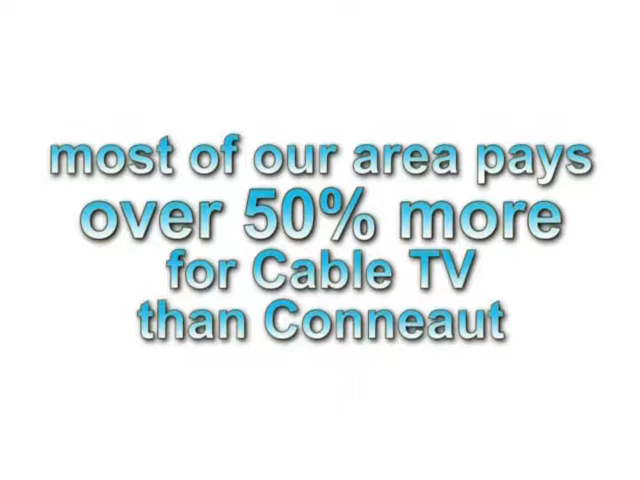 most of our area pays
over 50% more
for Cable TV
than Conneaut